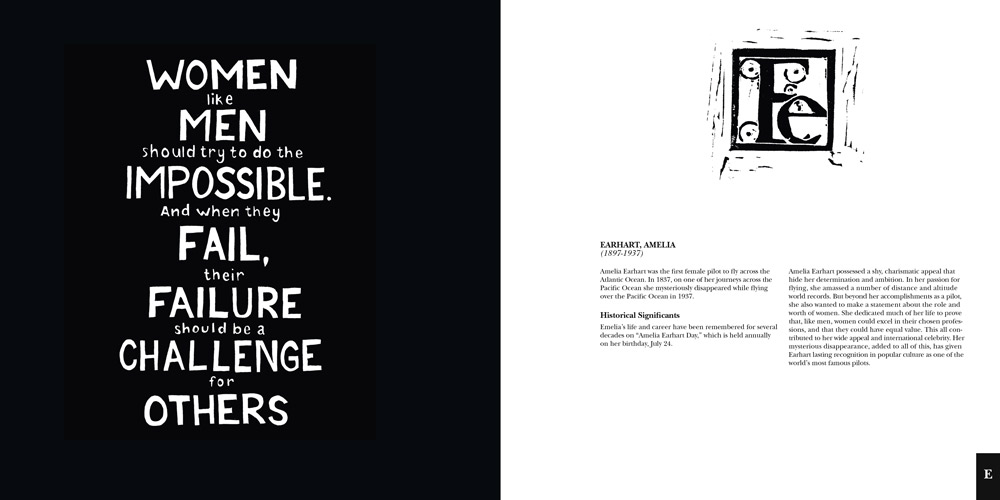 WOMEN
like
MEN
should try to do the
IMPOSSIBLE.
And when they
FAIL,
their
FAILURE
should be a
CHALLENGE
for
OTHERS
Fe
EARHART, AMELIA
(1897-1937)
Amelia Earhart was the first female pilot to fly across the
Atlantic Ocean. In 1837, on one of her journeys across the
Pacific Ocean she mysteriously disappeared while flying
over the Pacific Ocean in 1937.
Historical Significants
Emelia's life and career have been remembered for several
decades on "Amelia Earhart Day," which is held annually
on her birthday, July 24.
Amelia Earhart possessed a shy, charismatic appeal that
hide her determination and ambition. In her passion for
flying, she amassed a number of distance and altitude
world records. But beyond her accomplishments as a pilot,
she also wanted to make a statement about the role and
worth of women. She dedicated much of her life to prove
that, like men, women could excel in their chosen profes-
sions, and that they could have equal value. This all con-
tributed to her wide appeal and international celebrity. Her
mysterious disappearance, added to all of this, has given
Earhart lasting recognition in popular culture as one of the
world's most famous pilots.
E